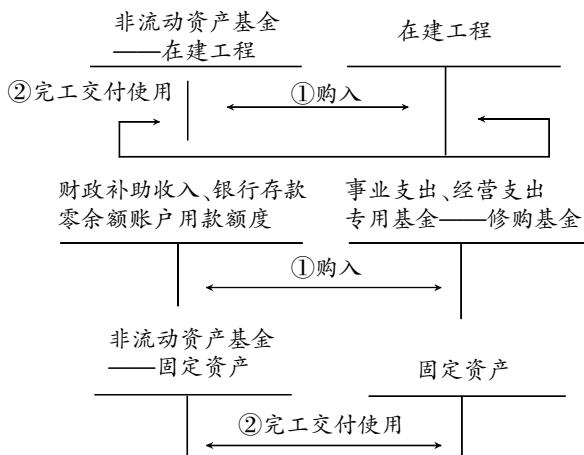 非流动资产基金
——在建工程
在建工程
②完工交付使用
①购入
财政补助收入、银行存款
零余额账户用款额度
事业支出、经营支出
专用基金——修购基金
①购入
非流动资产基金
——固定资产
固定资产
②完工交付使用